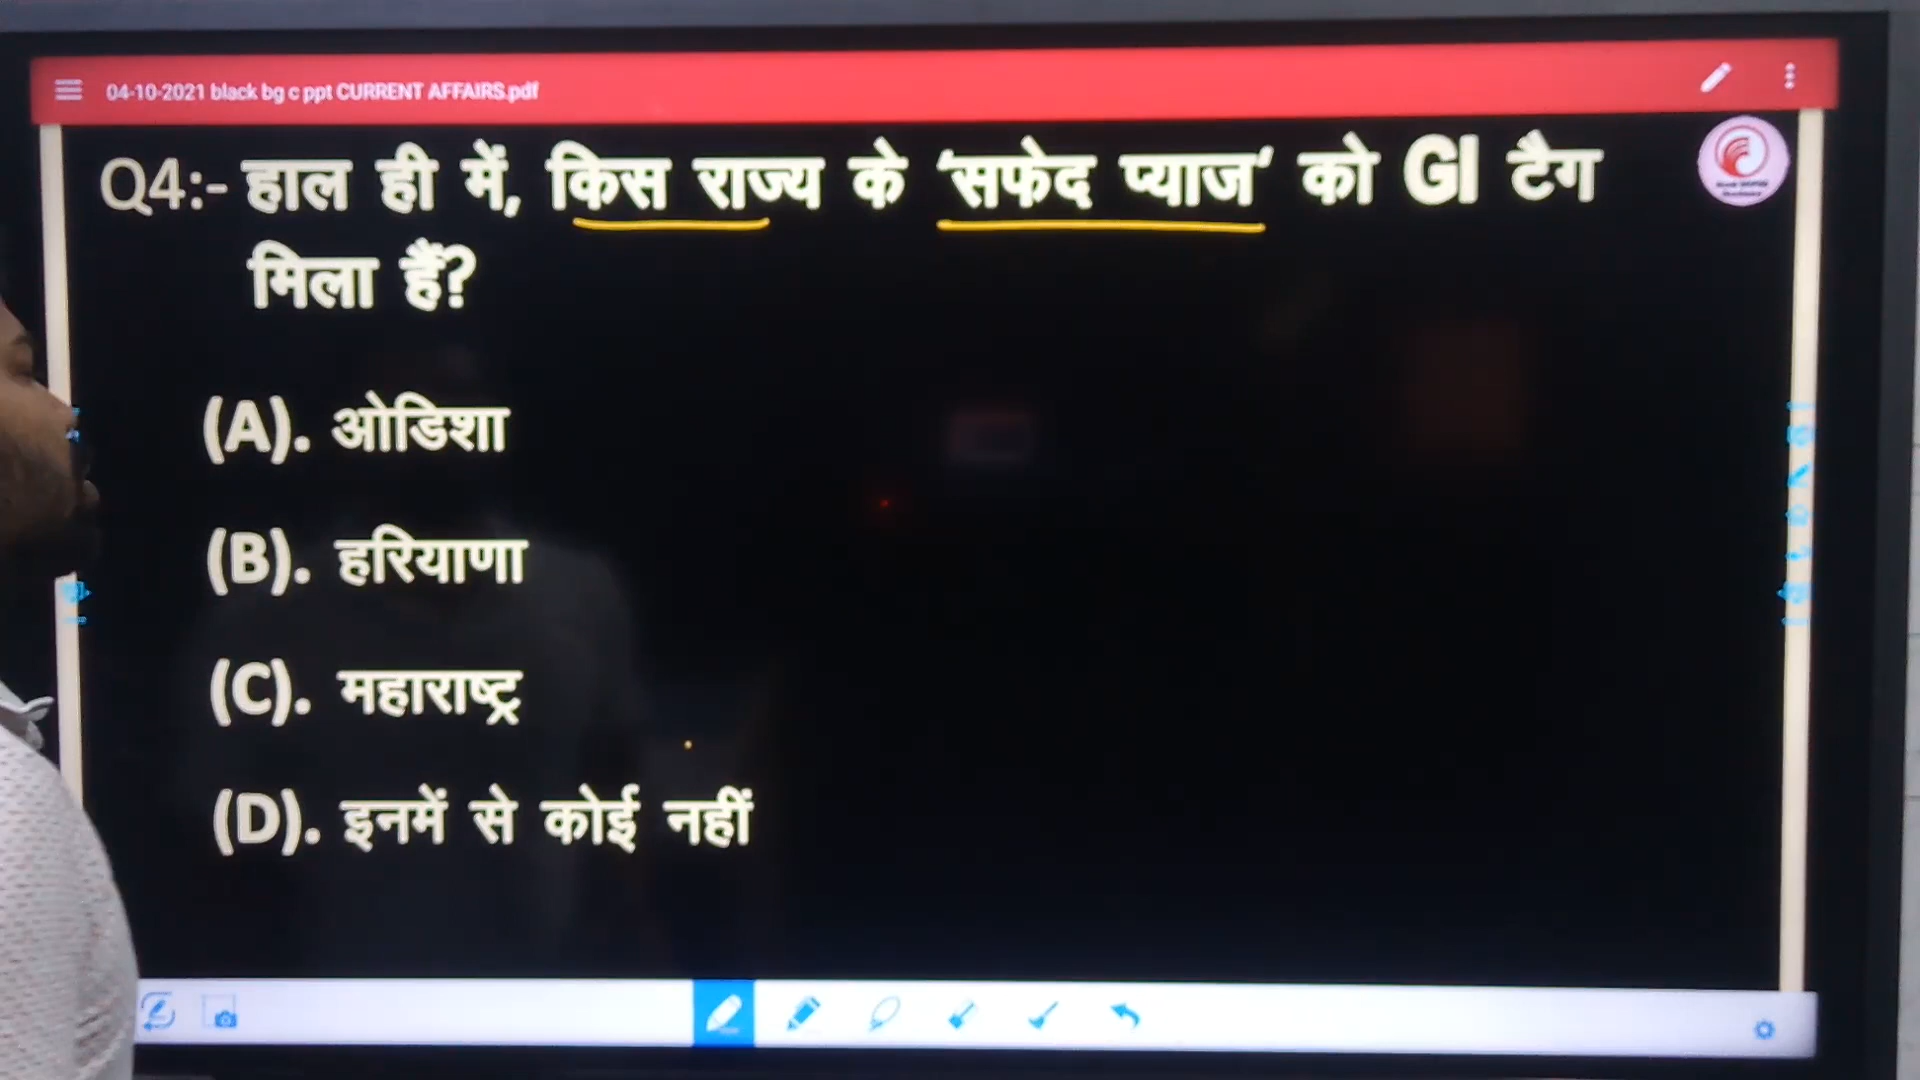 04-10-2021 black bg c ppt CURRENT AFFAIRS.pdf
Q4:- हाल ही में, किस राज्य के ‘सफेद प्याज‘ को GI टैग
मिला हैं?
(A). ओडिशा
(B). हरियाणा
(C). महाराष्ट्र
(D). इनमें से कोई नहीं